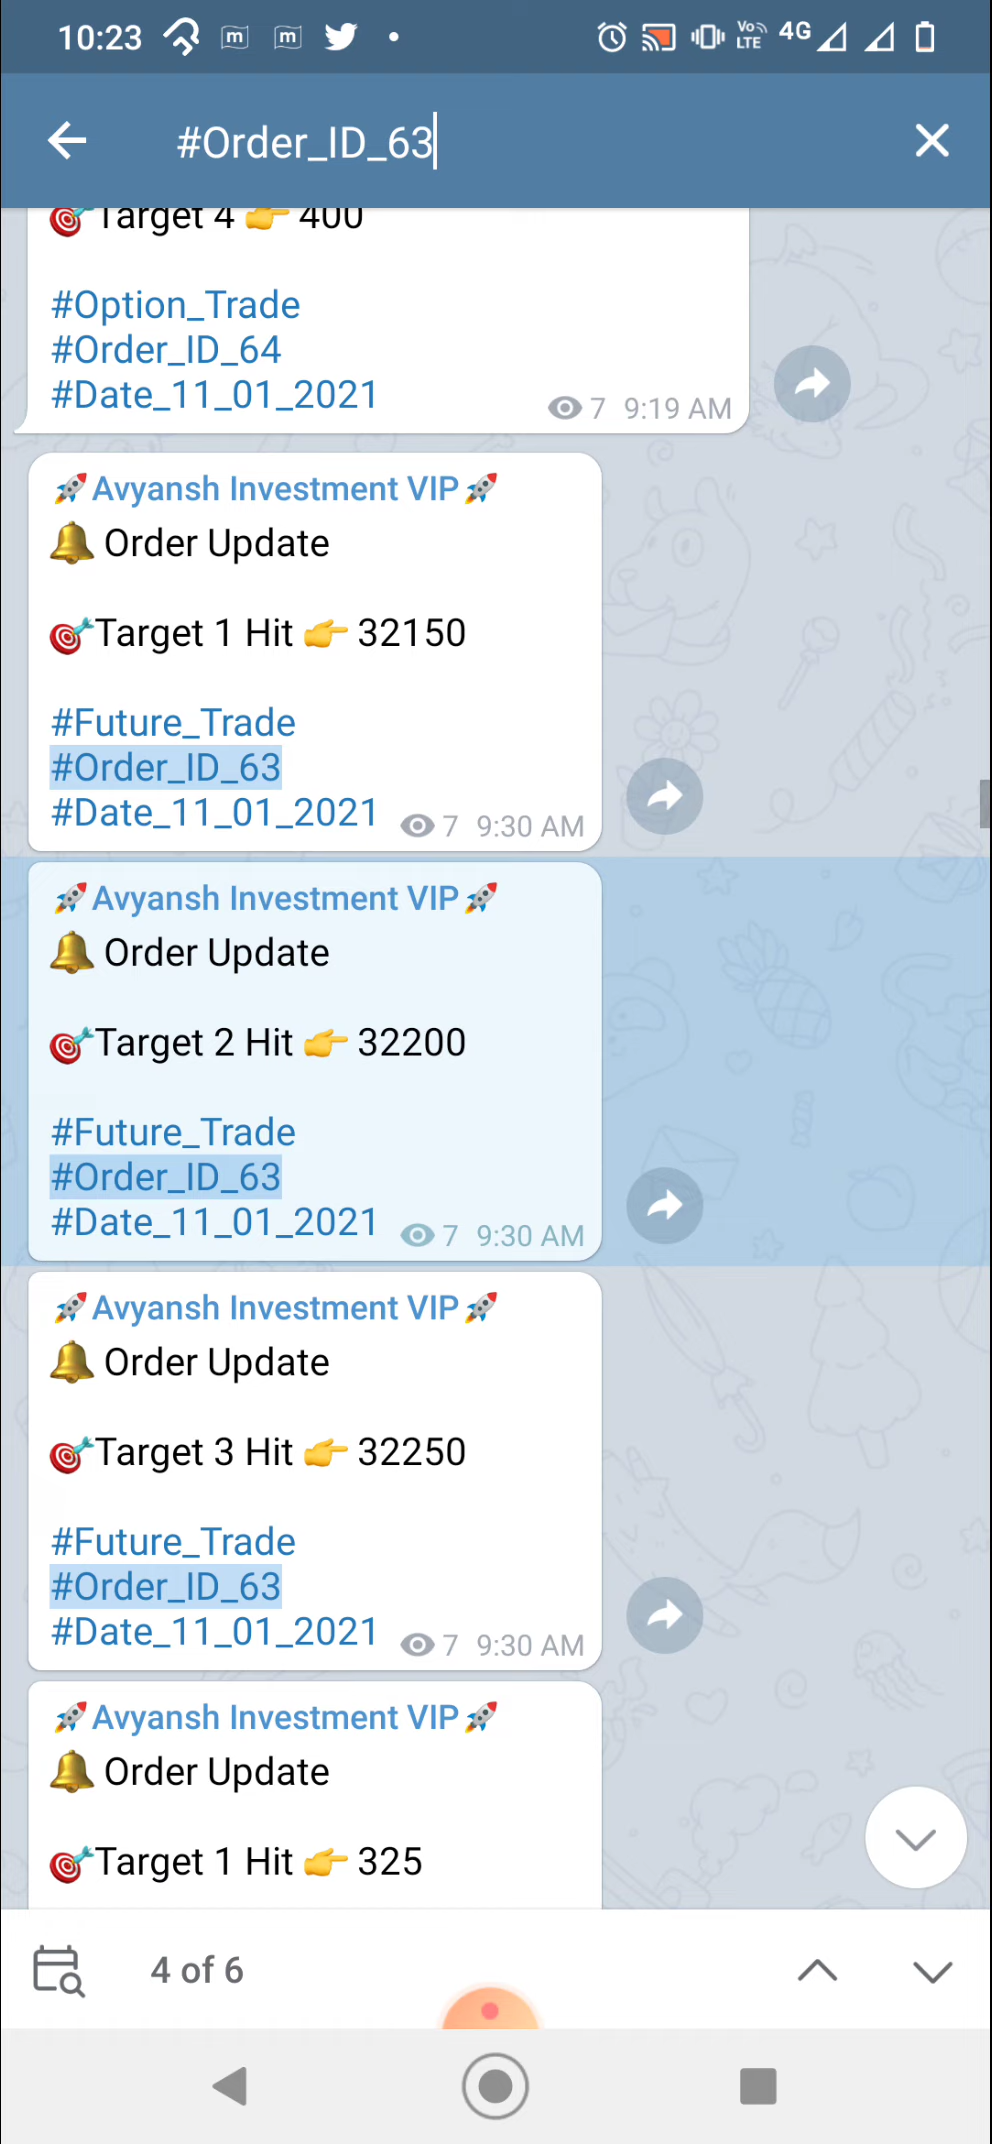 10:23
Vo LTE 4G
#Order_ID_63
Target 4 👉 400
#Option_Trade
#Order_ID_64
#Date_11_01_2021
7 9:19 AM
🚀Avyansh Investment VIP🚀
🔔 Order Update
🎯Target 1 Hit 👉 32150
#Future_Trade
#Order_ID_63
#Date_11_01_2021 7 9:30 AM
🚀Avyansh Investment VIP🚀
🔔 Order Update
🎯Target 2 Hit 👉 32200
#Future_Trade
#Order_ID_63
#Date_11_01_2021 7 9:30 AM
🚀Avyansh Investment VIP🚀
🔔 Order Update
🎯Target 3 Hit 👉 32250
#Future_Trade
#Order_ID_63
#Date_11_01_2021 7 9:30 AM
🚀Avyansh Investment VIP🚀
🔔 Order Update
🎯Target 1 Hit 👉 325
4 of 6